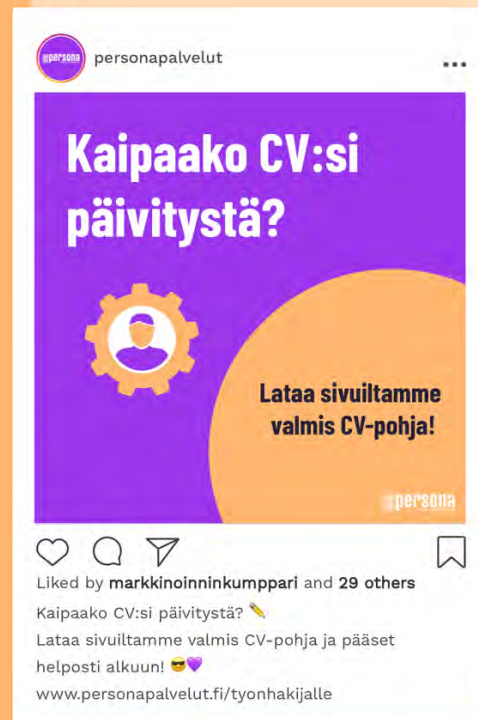 persona
personapalvelut
Kaipaako CV:si
päivitystä?
Lataa sivuiltamme
valmis CV-pohja!
persona
Liked by markkinoinninkumppari and 29 others
Kaipaako CV:si päivitystä? ✏️
Lataa sivuiltamme valmis CV-pohja ja pääset
helposti alkuun! 😎💜
www.personapalvelut.fi/tyonhakijalle